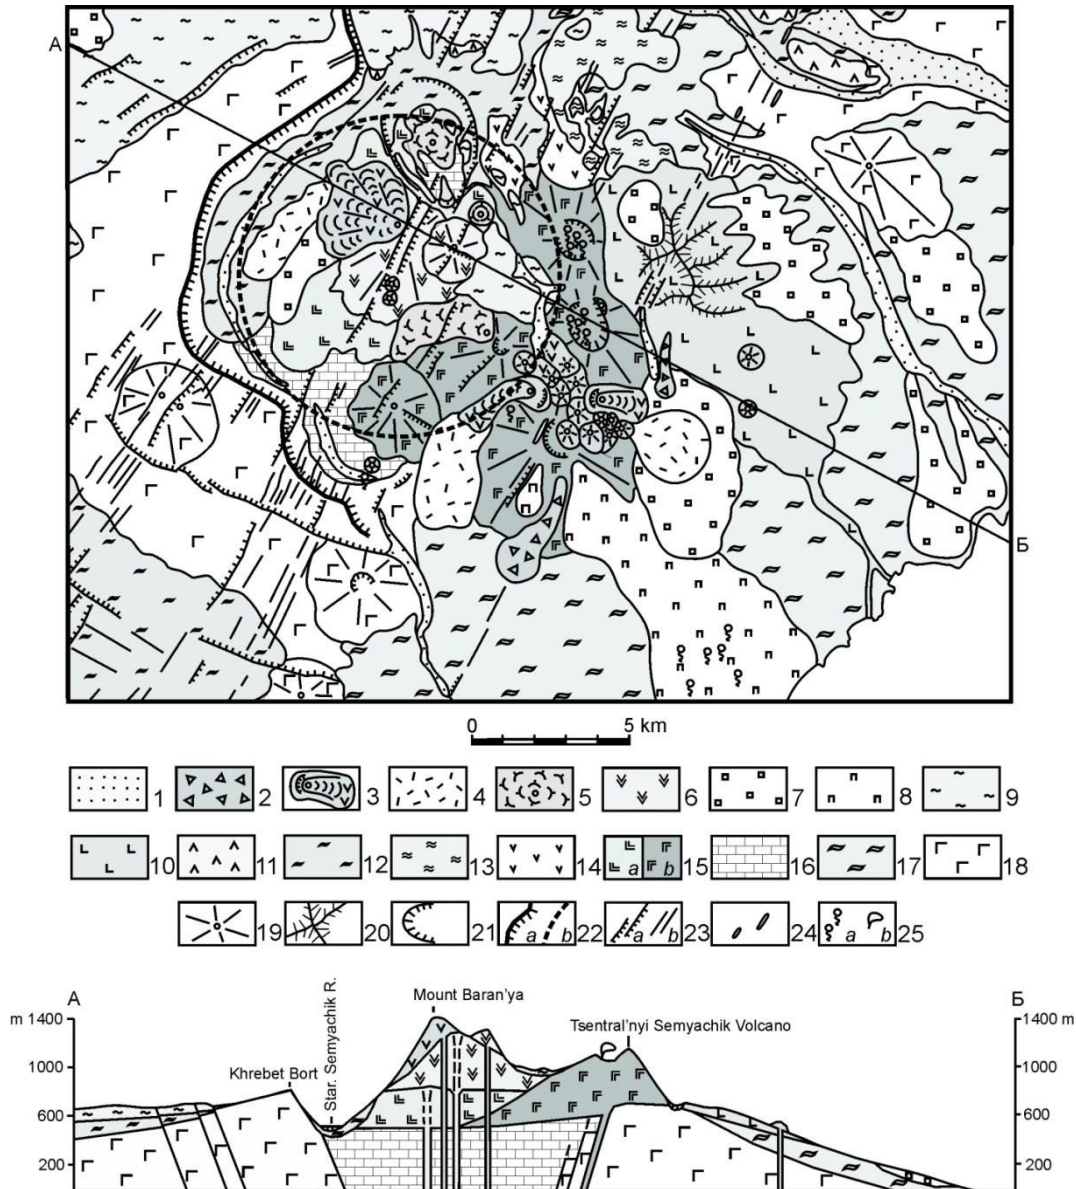 А
Б
0 5 km
1 2 3 4 5 6 7 8 9
10 11 12 13 14 a b 15 16 17 18
19 20 21 a b 22 a b 23 24 a b 25
А Б
Mount Baran'ya
Star. Semyachik R.
m 1400 1400 m
Tsentral'nyi Semyachik Volcano
1000 1000
Khrebet Bort
600 600
200 200